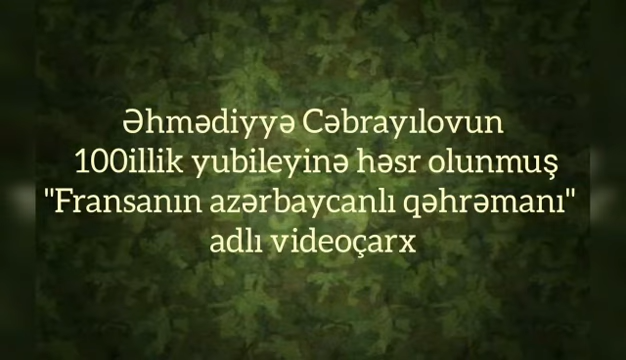 Əhmədiyyə Cəbrayılovun
100illik yubileyinə həsr olunmuş
"Fransanın azərbaycanlı qəhrəmanı"
adlı videoçarx